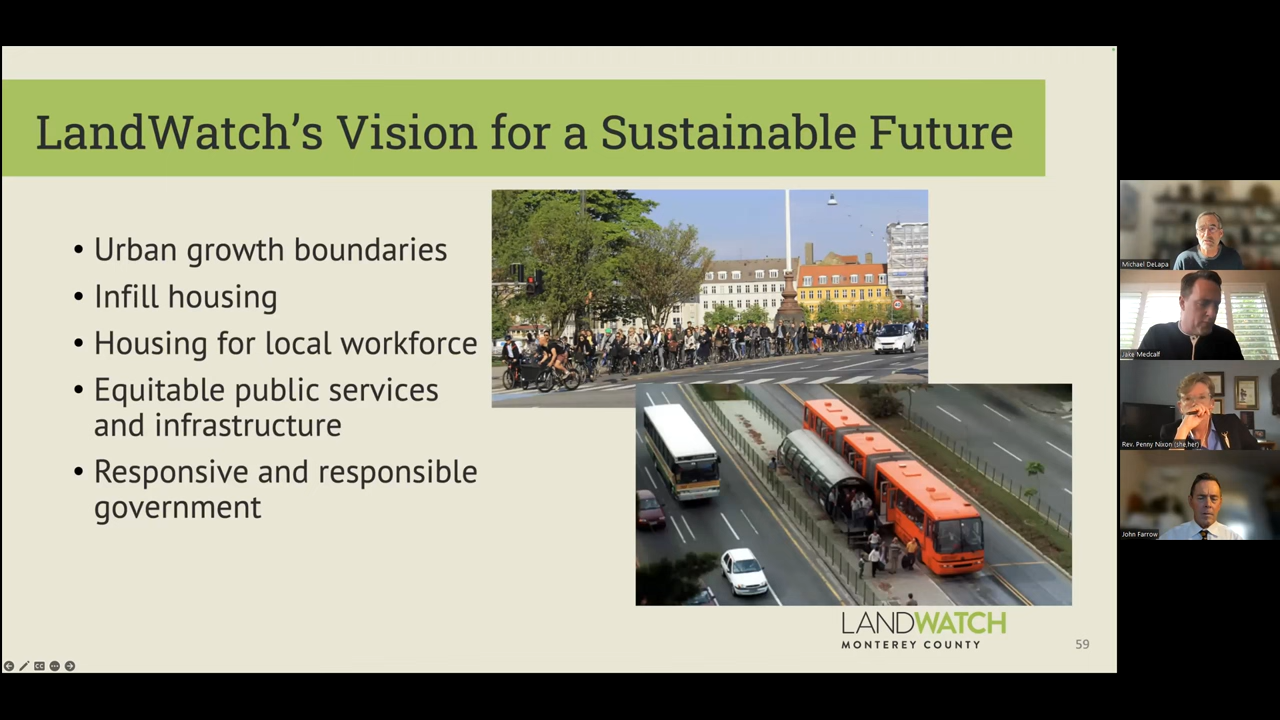 LandWatch’s Vision for a Sustainable Future
• Urban growth boundaries
• Infill housing
• Housing for local workforce
• Equitable public services
and infrastructure
• Responsive and responsible
government
LANDWATCH
MONTEREY COUNTY
59
Michael DeLapa
Jake Medcalf
Rev. Penny Nixon (she,her)
John Farrow